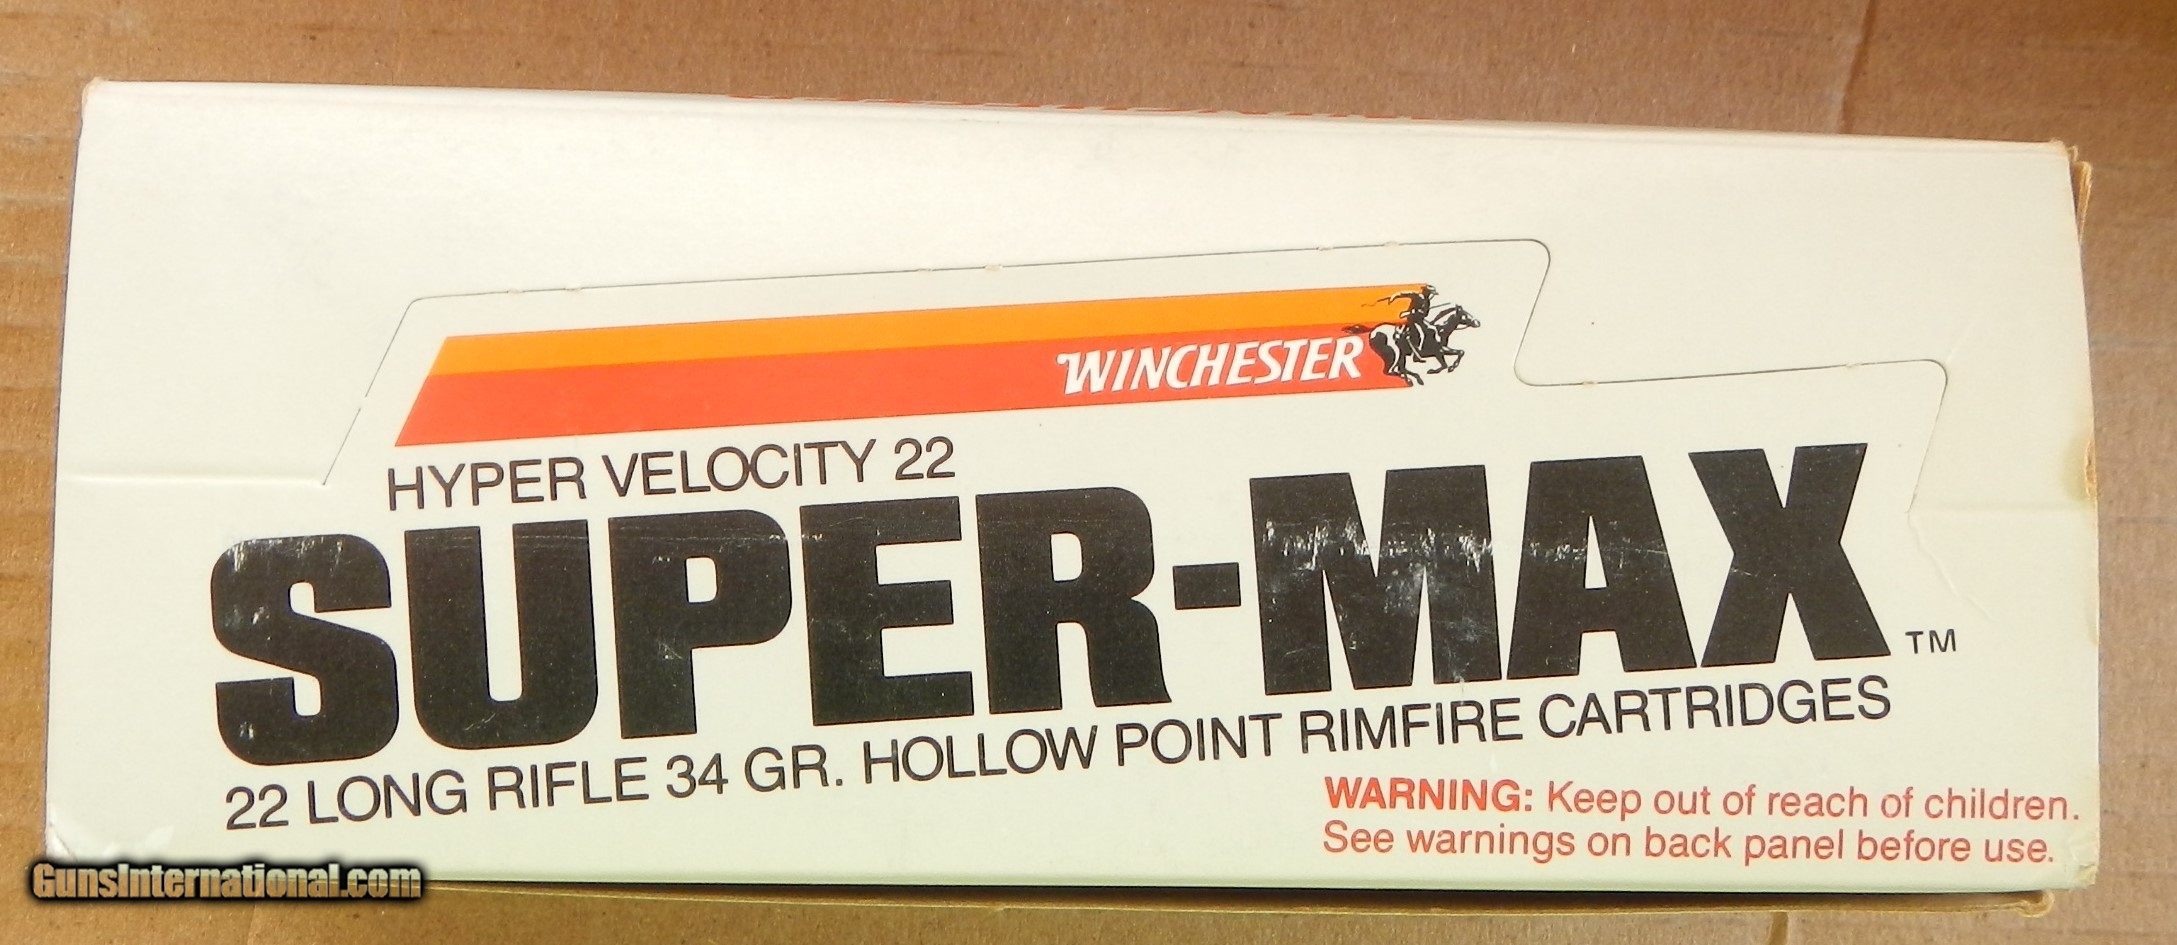 WINCHESTER
HYPER VELOCITY 22
SUPER-MAX™
22 LONG RIFLE 34 GR. HOLLOW POINT RIMFIRE CARTRIDGES
WARNING: Keep out of reach of children.
See warnings on back panel before use.
GunsInternational.com